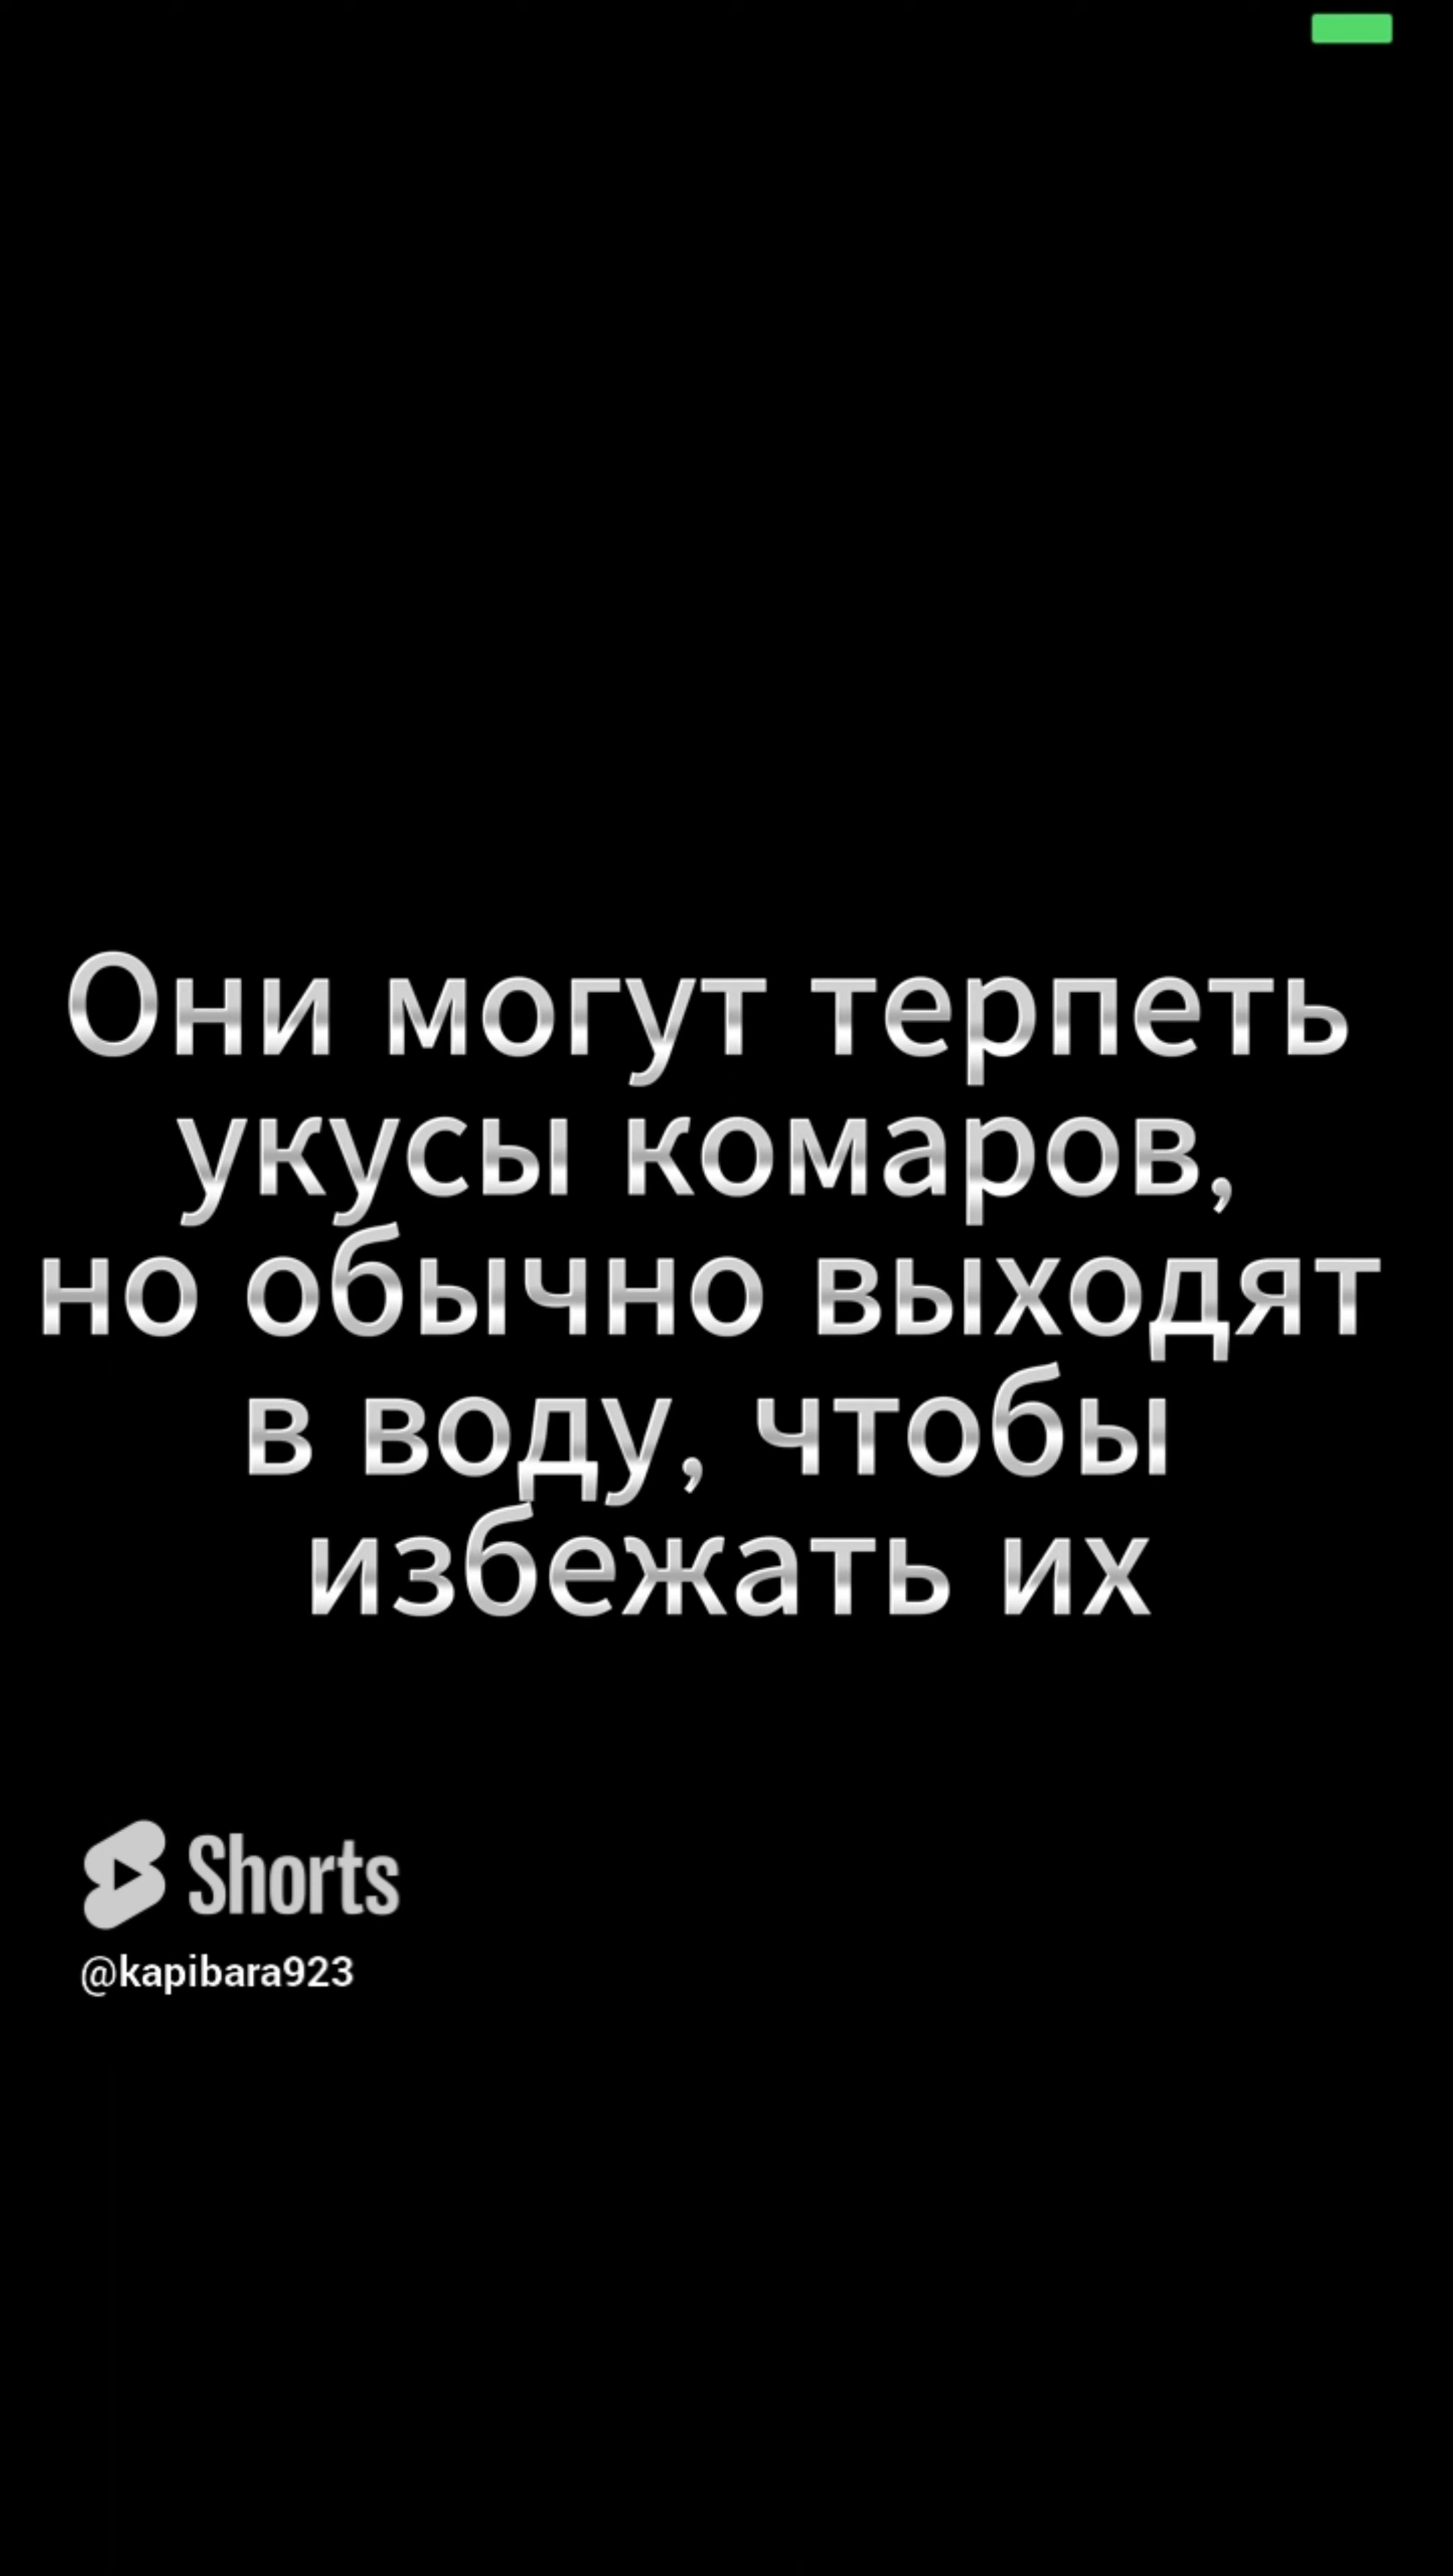 Они могут терпеть
укусы комаров,
но обычно выходят
в воду, чтобы
избежать их
Shorts
@kapibara923